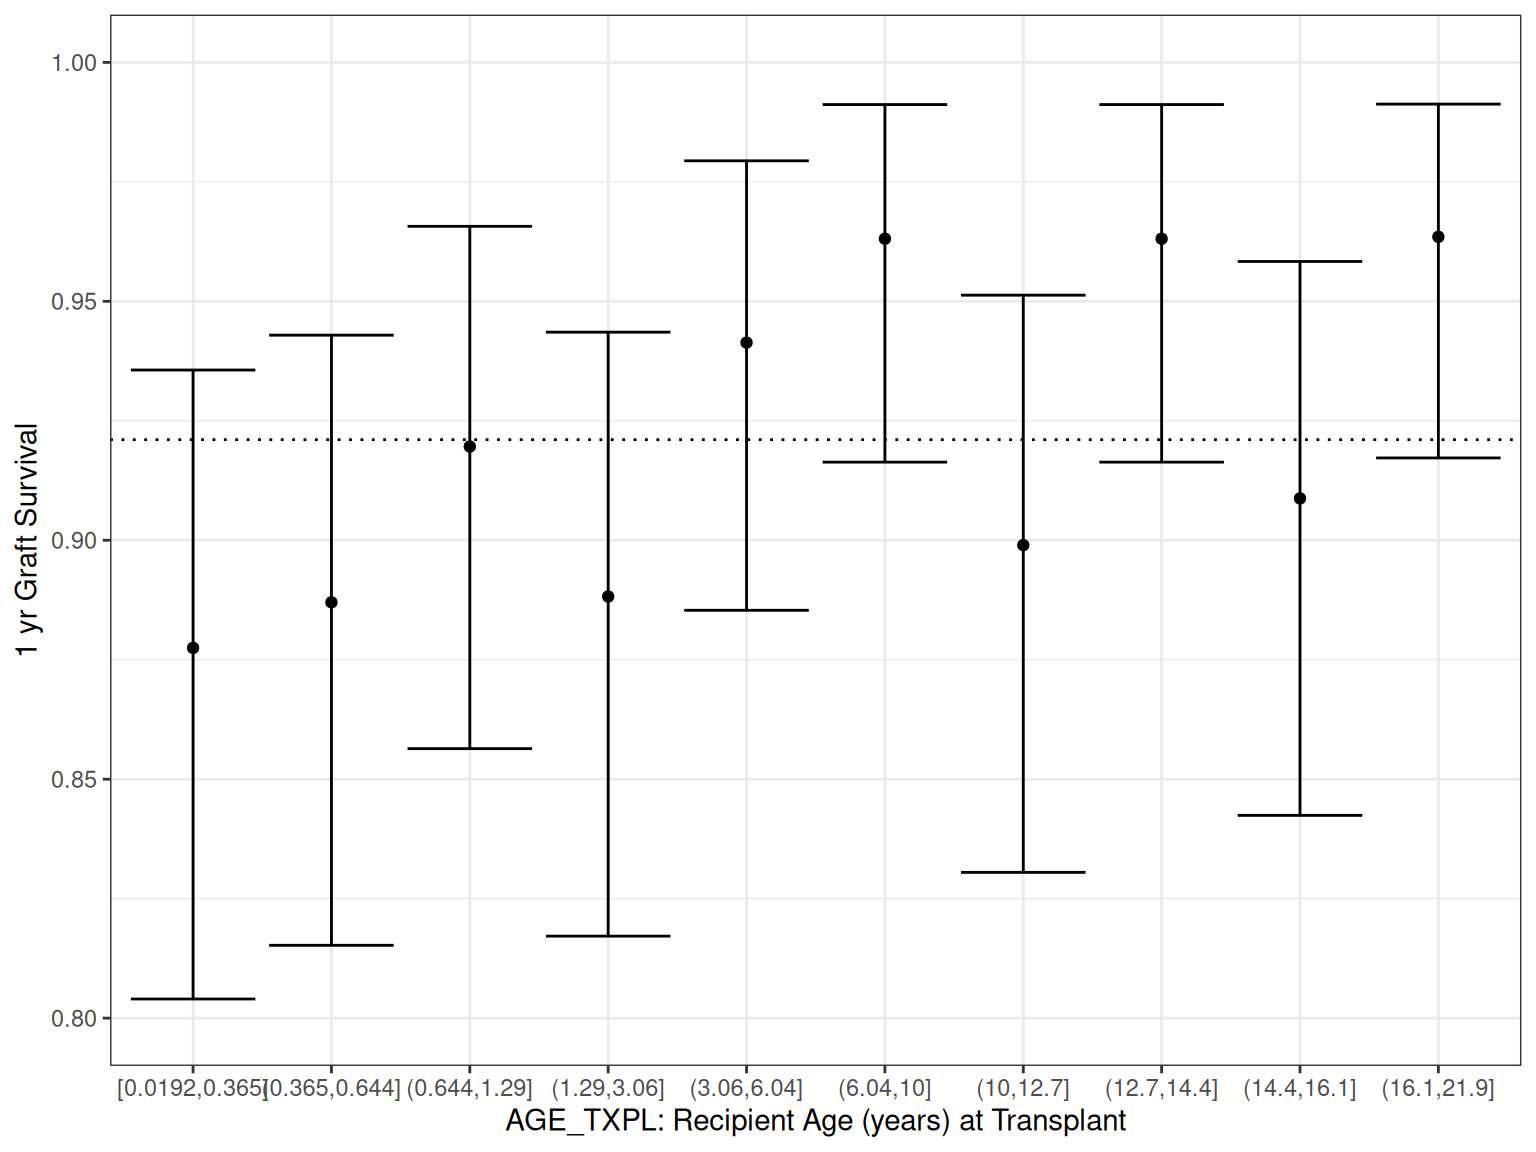 1 yr Graft Survival
1.00
0.95
0.90
0.85
0.80
[0.0192,0.365] (0.365,0.644] (0.644,1.29] (1.29,3.06] (3.06,6.04] (6.04,10] (10,12.7] (12.7,14.4] (14.4,16.1] (16.1,21.9]
AGE_TXPL: Recipient Age (years) at Transplant